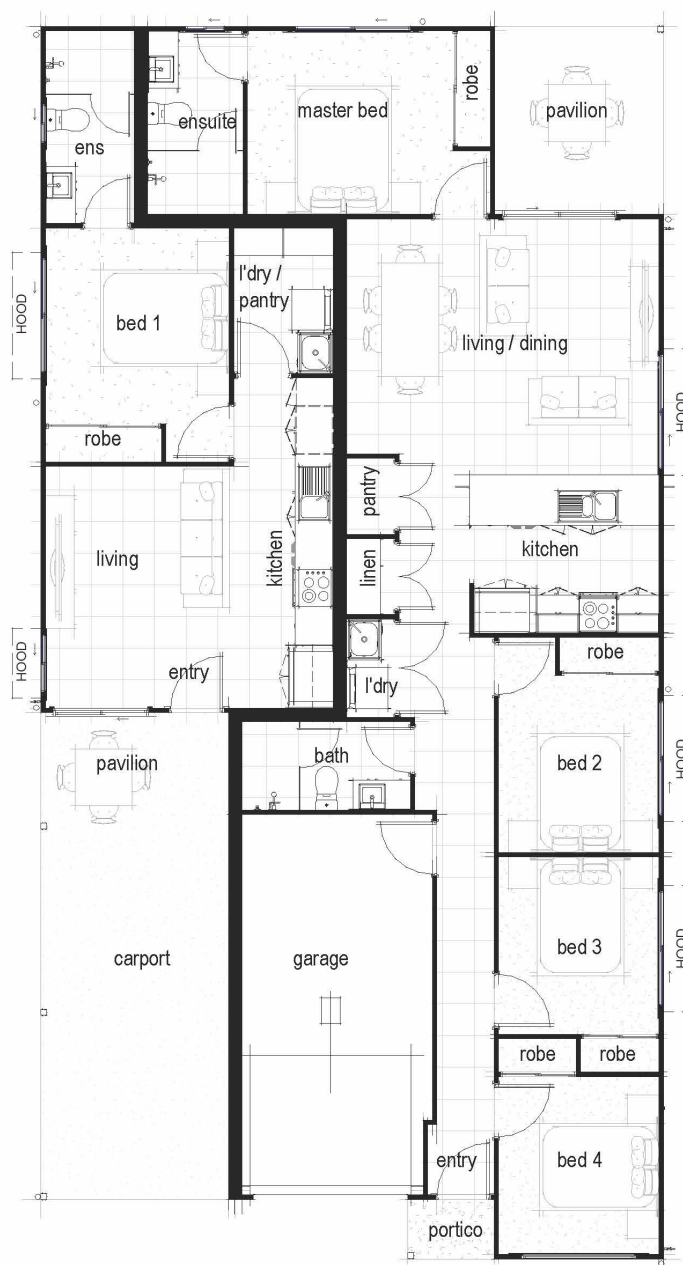 master bed
robe
pavilion
ensuite
ens
l'dry /
pantry
HOOD
bed 1
living / dining
robe
HOOD
pantry
kitchen
living
kitchen
linen
HOOD
robe
entry
l'dry
bath
pavilion
bed 2
HOOD
carport
garage
bed 3
HOOD
robe
robe
entry
bed 4
portico